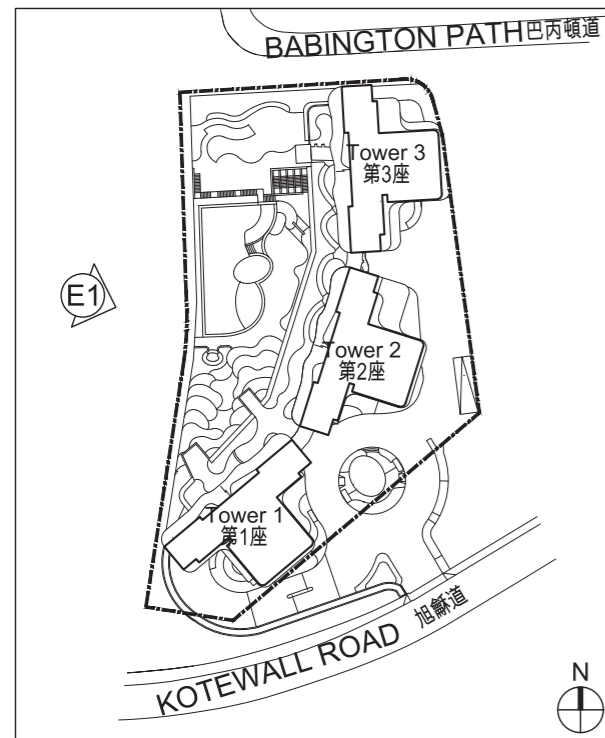 BABINGTON PATH巴丙頓道
Tower 3
第3座
E1
Tower 2
第2座
Tower 1
第1座
KOTEWALL ROAD 旭龢道
N